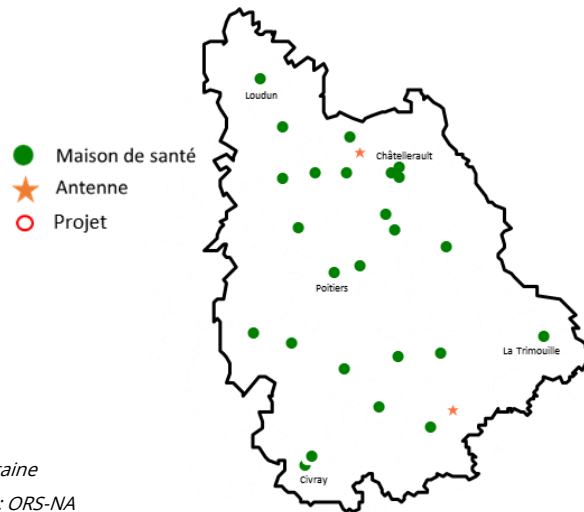 Loudun
Châtellerault
Maison de santé
Antenne
Projet
Poitiers
La Trimouille
Civray
: ORS-NA